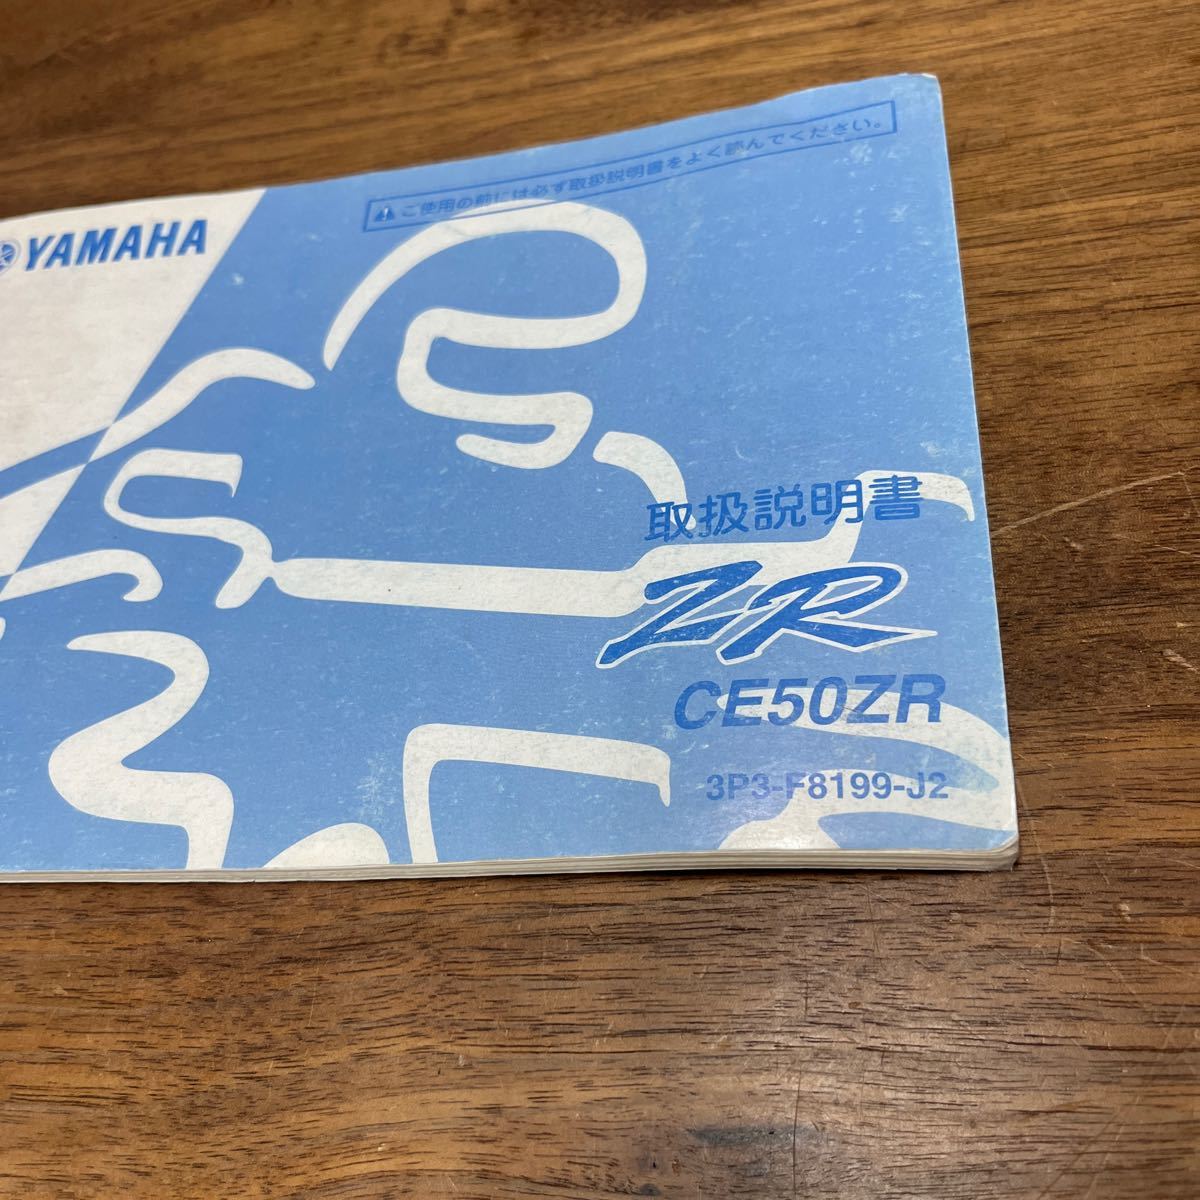 YAMAHA
⚠ご使用の前には必ず取扱説明書をよく読んでください。
取扱説明書
ZR
CE50ZR
3P3-F8199-J2